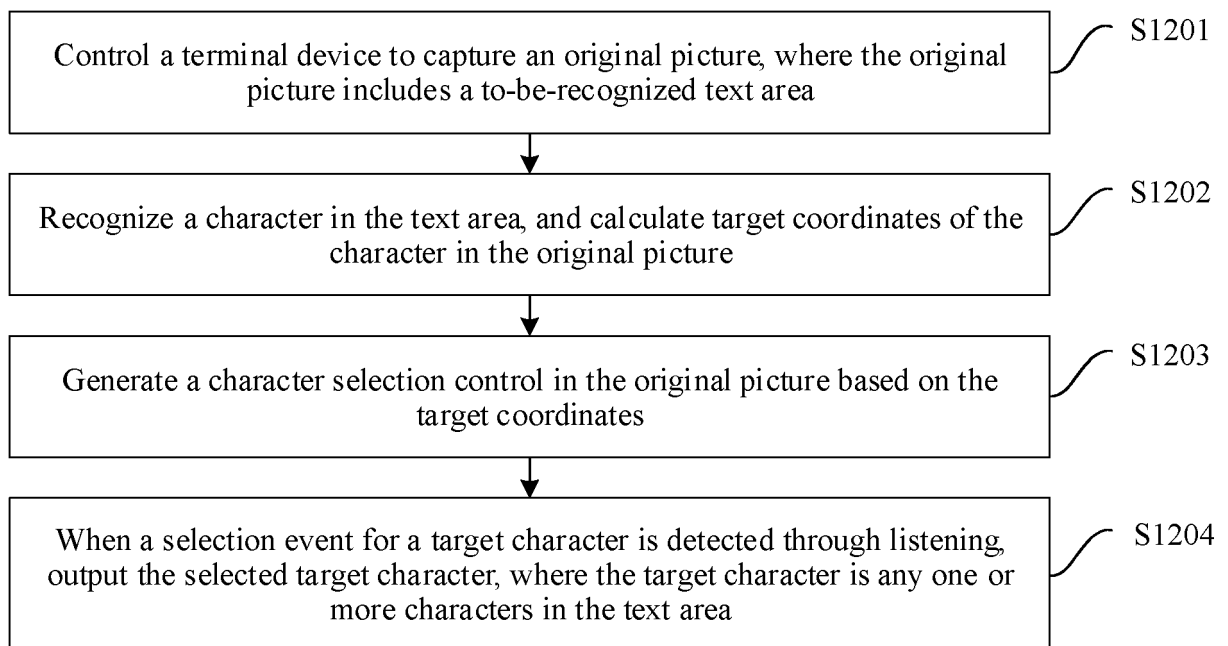 Control a terminal device to capture an original picture, where the original
picture includes a to-be-recognized text area
S1201
Recognize a character in the text area, and calculate target coordinates of the
character in the original picture
S1202
Generate a character selection control in the original picture based on the
target coordinates
S1203
When a selection event for a target character is detected through listening,
output the selected target character, where the target character is any one or
more characters in the text area
S1204